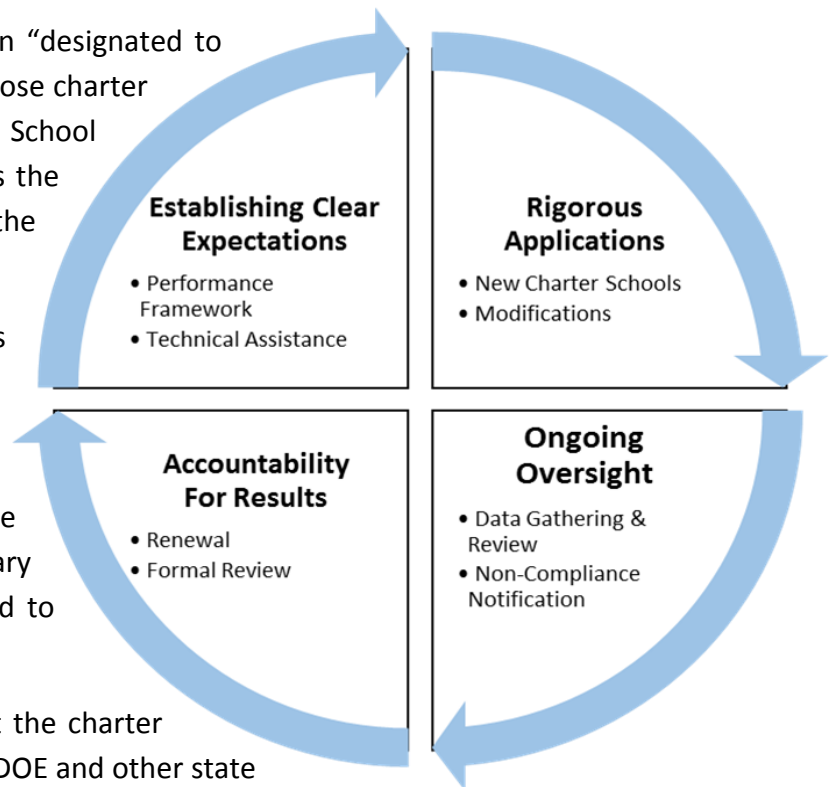 n “designated to
ose charter
School
s the
the
s
e
ary
d to
t the charter
DOE and other state
Establishing Clear
Expectations
• Performance
Framework
• Technical Assistance
Rigorous
Applications
• New Charter Schools
• Modifications
Accountability
For Results
• Renewal
• Formal Review
Ongoing
Oversight
• Data Gathering &
Review
• Non-Compliance
Notification